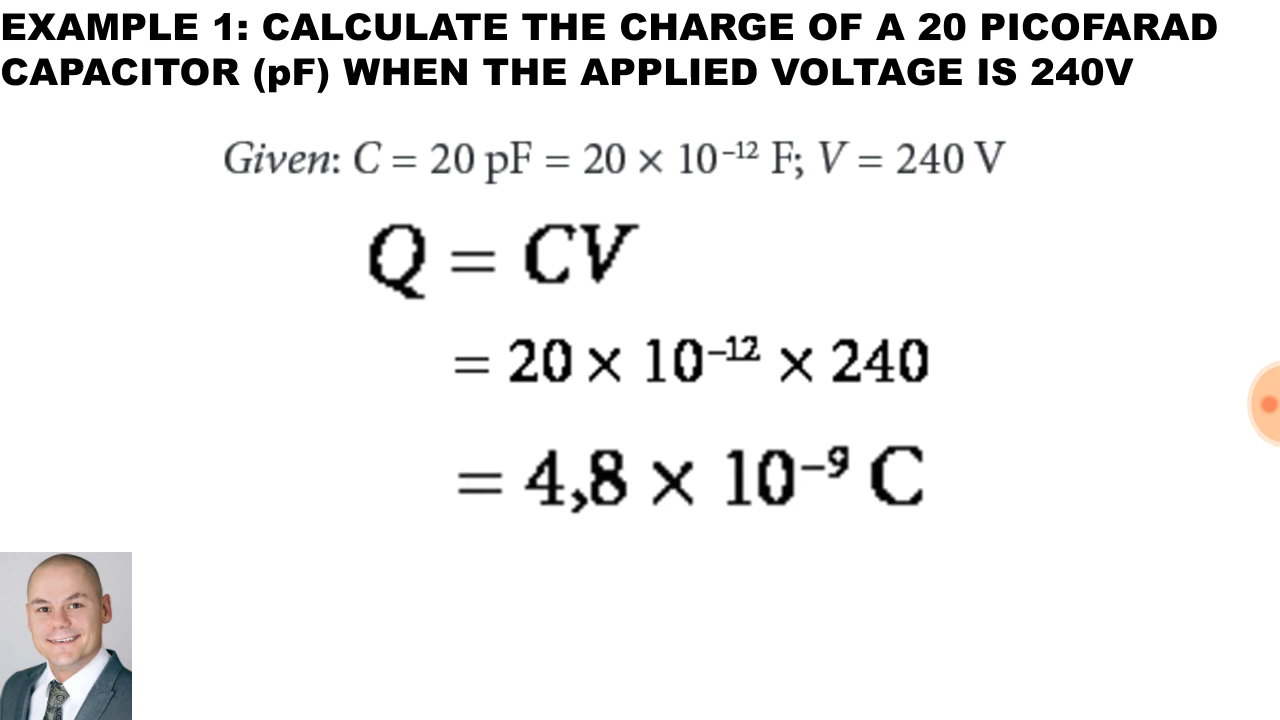 EXAMPLE 1: CALCULATE THE CHARGE OF A 20 PICOFARAD
CAPACITOR (pF) WHEN THE APPLIED VOLTAGE IS 240V
Given: C = 20 pF = 20 × 10⁻¹² F; V = 240 V
Q = CV
= 20 × 10⁻¹² × 240
= 4,8 × 10⁻⁹ C